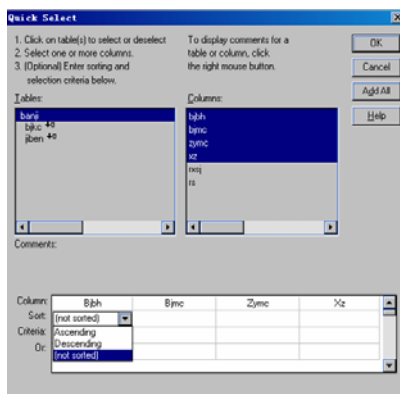 Quick Select
1. Click on table(s) to select or deselect
2. Select one or more columns.
3. (Optional) Enter sorting and
selection criteria below.
To display comments for a
table or column, click
the right mouse button.
OK
Cancel
Add All
Help
Tables:
banji
bjkc
jiben
Columns:
bjbh
bjmc
zymc
xz
rxsj
rs
Comments:
Column: Bjbh Bjmc Zymc Xz
Sort: (not sorted)
Criteria: Ascending
Or: Descending
(not sorted)